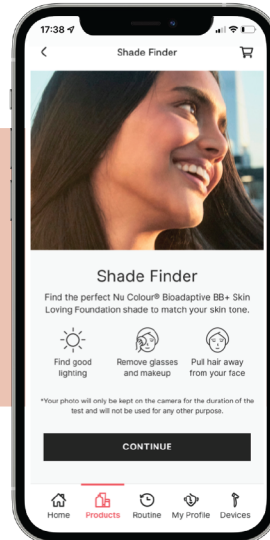 17:38
Shade Finder
Shade Finder
Find the perfect Nu Colour® Bioadaptive BB+ Skin
Loving Foundation shade to match your skin tone.
Find good
lighting
Remove glasses
and makeup
Pull hair away
from your face
*Your photo will only be kept on the camera for the duration of the
test and will not be used for any other purpose.
CONTINUE
Home Products Routine My Profile Devices